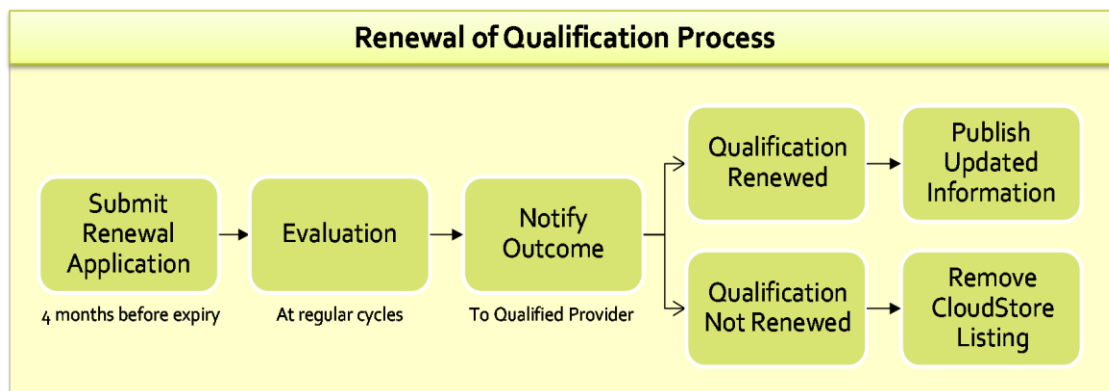 Renewal of Qualification Process
Submit
Renewal
Application
4 months before expiry
Evaluation
At regular cycles
Notify
Outcome
To Qualified Provider
Qualification
Renewed
Publish
Updated
Information
Qualification
Not Renewed
Remove
CloudStore
Listing